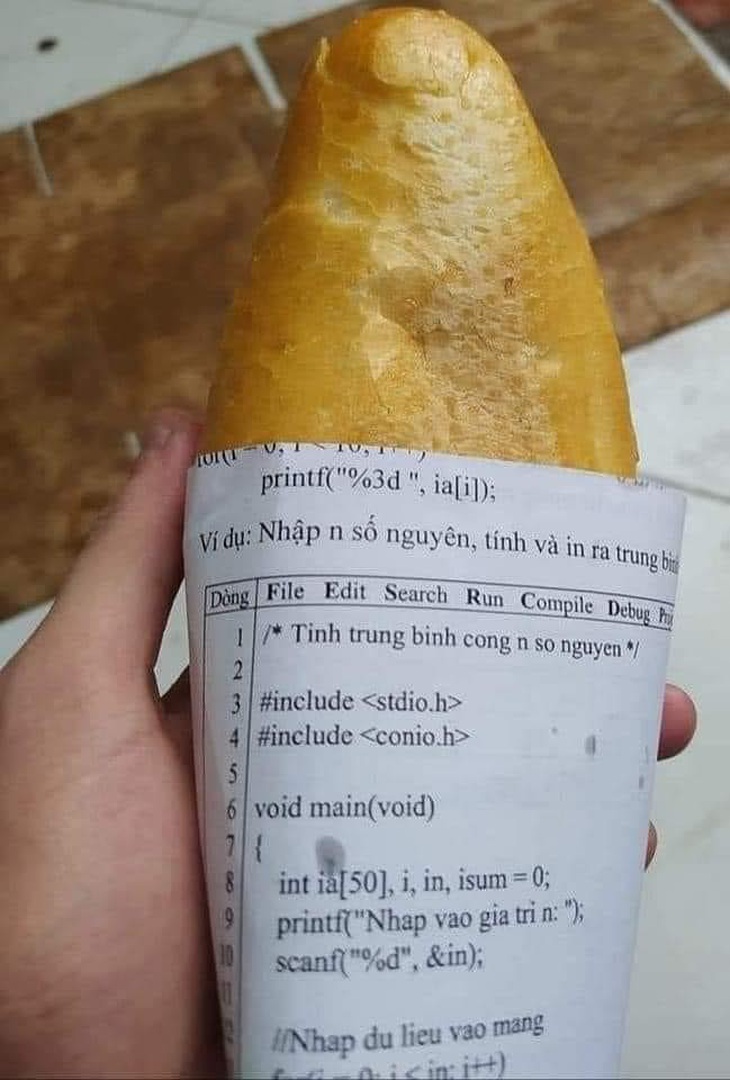 printf("%3d ", ia[i]);
Ví dụ: Nhập n số nguyên, tính và in ra trung
Dòng File Edit Search Run Compile Debug
1 /* Tinh trung binh cong n so nguyen */
2
3 #include <stdio.h>
4 #include <conio.h>
5
6 void main(void)
7 {
8 int ia[50], i, in, isum = 0;
9 printf("Nhap vao gia tri n: ");
10 scanf("%d", &in);
11
12 //Nhap du lieu vao mang
i < in; i++)